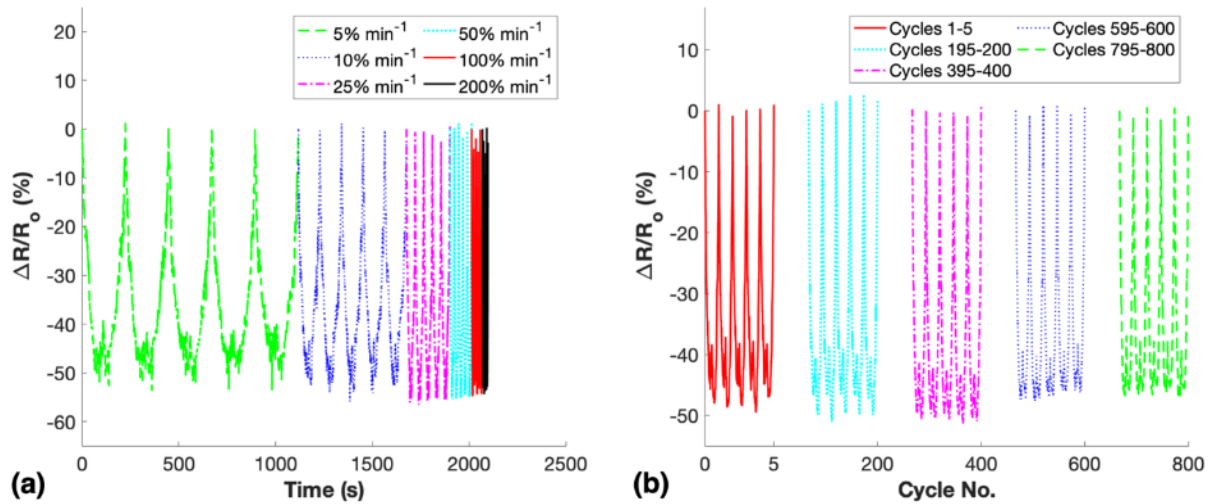 20
10
0
-10
-20
-30
-40
-50
-60
ΔR/Ro (%)
5% min-1
50% min-1
10% min-1
100% min-1
25% min-1
200% min-1
0 500 1000 1500 2000 2500
Time (s)
(a)
10
0
-10
-20
-30
-40
-50
ΔR/Ro (%)
Cycles 1-5
Cycles 595-600
Cycles 195-200
Cycles 795-800
Cycles 395-400
0 5 200 400 600 800
Cycle No.
(b)